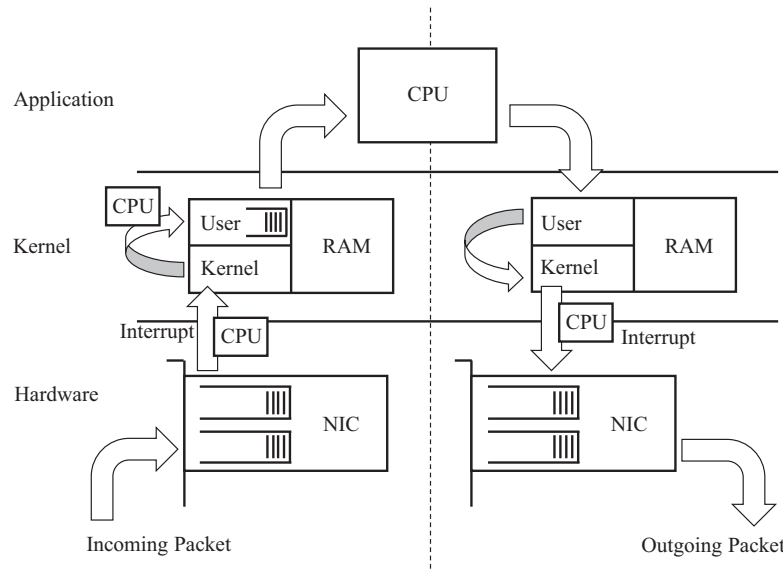 Application
CPU
CPU
User
Kernel
RAM
Kernel
User
Kernel
RAM
Interrupt
CPU
CPU
Interrupt
Hardware
NIC
NIC
Incoming Packet
Outgoing Packet